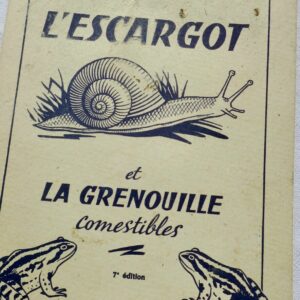 L'ESCARGOT
et
LA GRENOUILLE
comestibles
7e édition